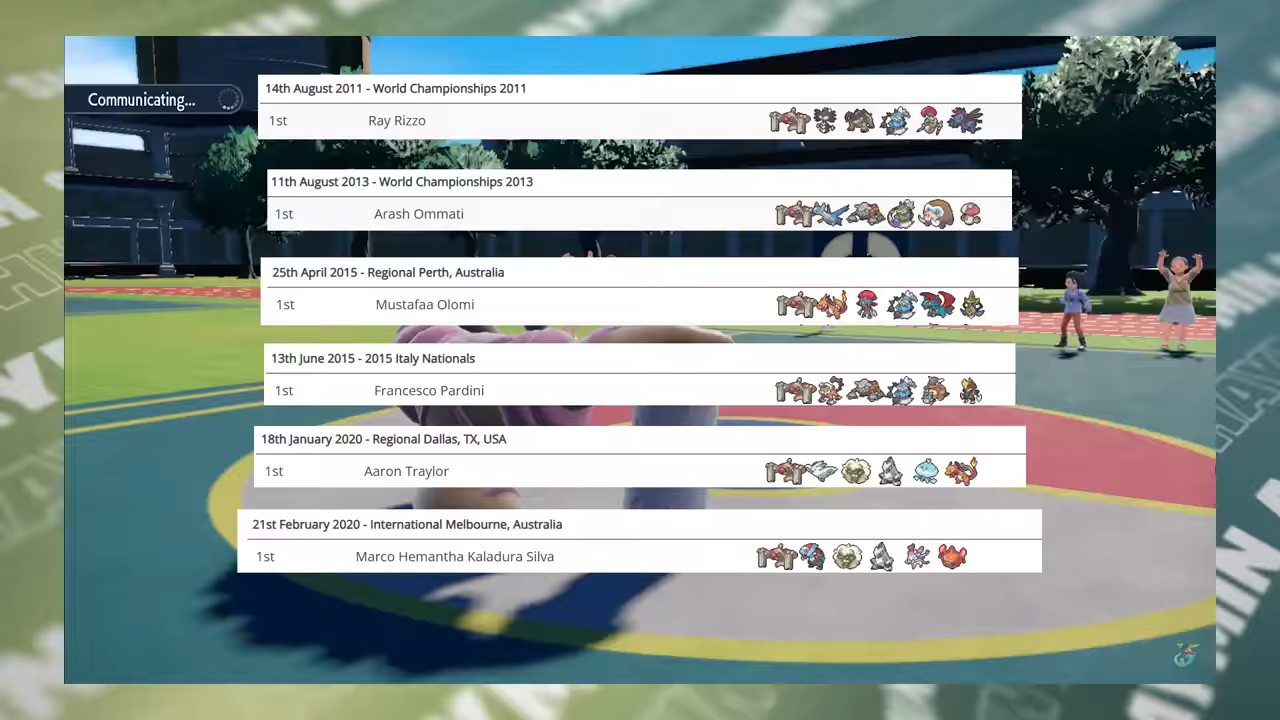 Communicating...
14th August 2011 - World Championships 2011
1st Ray Rizzo
11th August 2013 - World Championships 2013
1st Arash Ommati
25th April 2015 - Regional Perth, Australia
1st Mustafaa Olomi
13th June 2015 - 2015 Italy Nationals
1st Francesco Pardini
18th January 2020 - Regional Dallas, TX, USA
1st Aaron Traylor
21st February 2020 - International Melbourne, Australia
1st Marco Hemantha Kaladura Silva